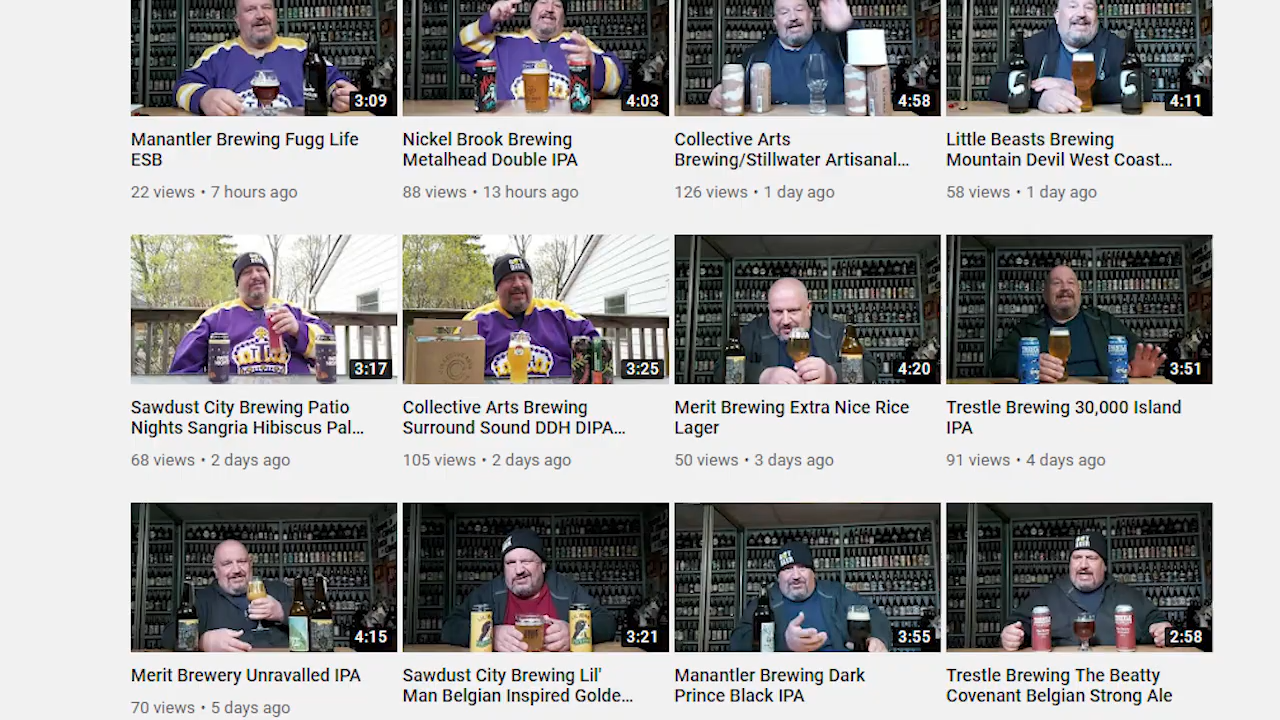 3:09
4:03
4:58
4:11
Manantler Brewing Fugg Life
ESB
22 views • 7 hours ago
Nickel Brook Brewing
Metalhead Double IPA
88 views • 13 hours ago
Collective Arts
Brewing/Stillwater Artisanal...
126 views • 1 day ago
Little Beasts Brewing
Mountain Devil West Coast...
58 views • 1 day ago
3:17
3:25
4:20
3:51
Sawdust City Brewing Patio
Nights Sangria Hibiscus Pal...
68 views • 2 days ago
Collective Arts Brewing
Surround Sound DDH DIPA...
105 views • 2 days ago
Merit Brewing Extra Nice Rice
Lager
50 views • 3 days ago
Trestle Brewing 30,000 Island
IPA
91 views • 4 days ago
4:15
3:21
3:55
2:58
Merit Brewery Unravalled IPA
70 views • 5 days ago
Sawdust City Brewing Lil'
Man Belgian Inspired Golde...
Manantler Brewing Dark
Prince Black IPA
Trestle Brewing The Beatty
Covenant Belgian Strong Ale